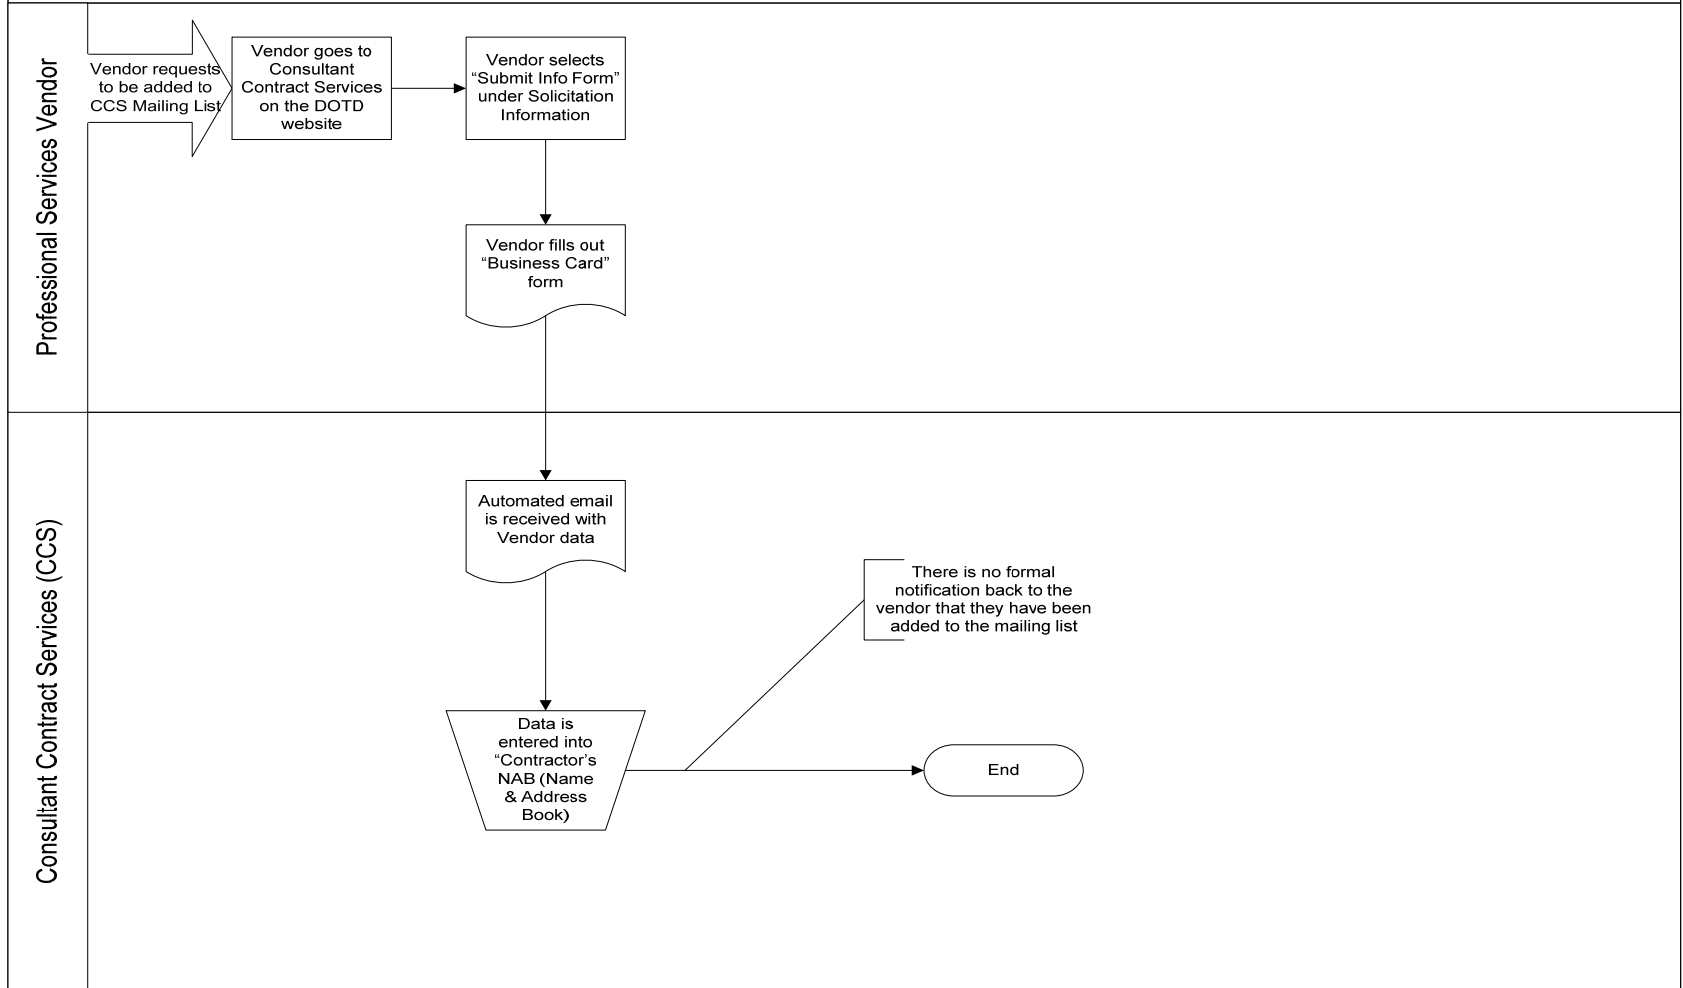 Professional Services Vendor
Vendor requests
to be added to
CCS Mailing List
Vendor goes to
Consultant
Contract Services
on the DOTD
website
Vendor selects
“Submit Info Form”
under Solicitation
Information
Vendor fills out
“Business Card”
form
Consultant Contract Services (CCS)
Automated email
is received with
Vendor data
There is no formal
notification back to the
vendor that they have been
added to the mailing list
Data is
entered into
“Contractor’s
NAB (Name
& Address
Book)
End